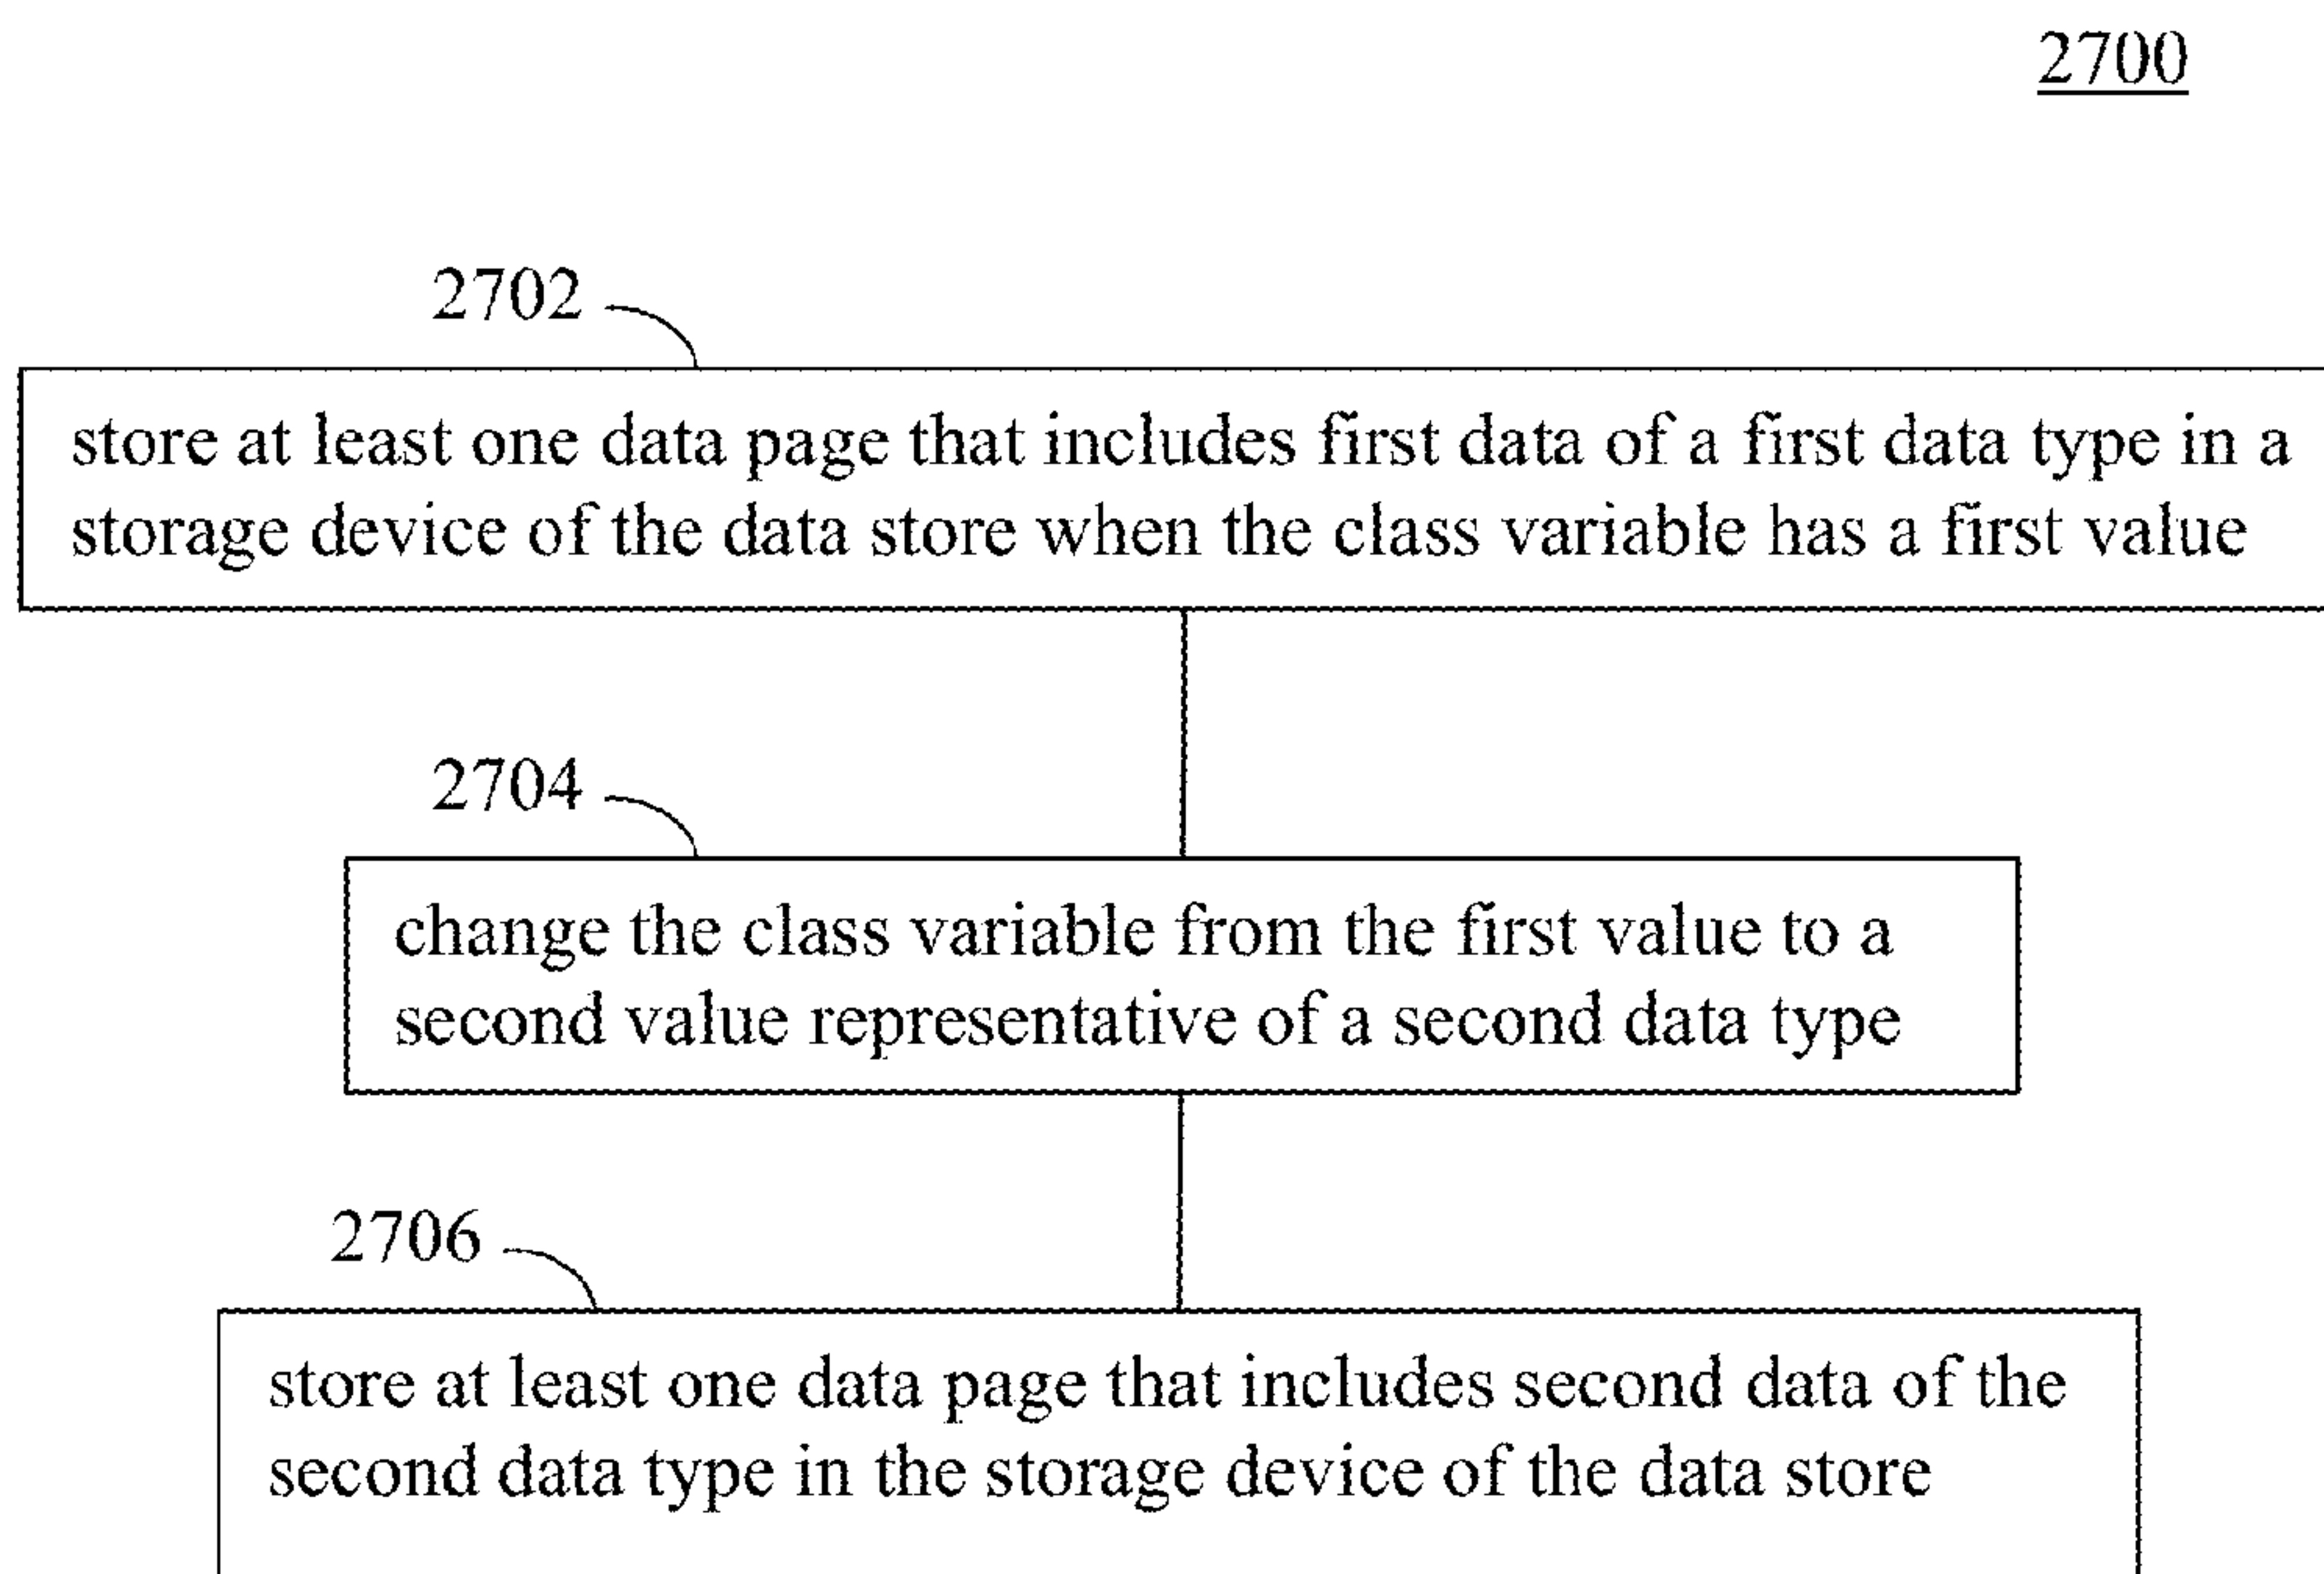 2700
2702
store at least one data page that includes first data of a first data type in a
storage device of the data store when the class variable has a first value
2704
change the class variable from the first value to a
second value representative of a second data type
2706
store at least one data page that includes second data of the
second data type in the storage device of the data store